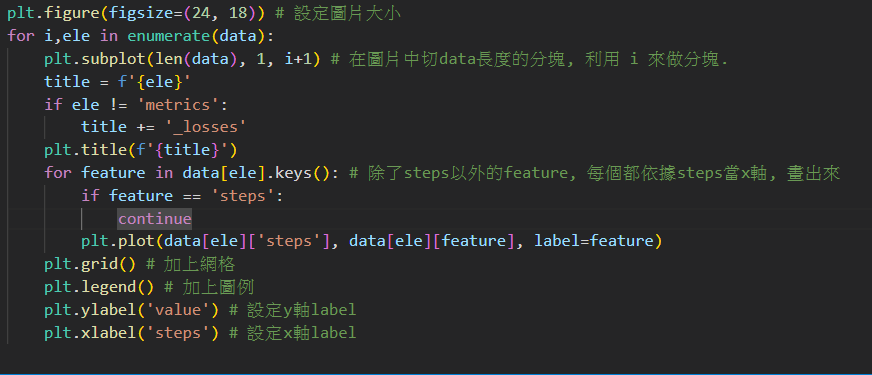 plt.figure(figsize=(24, 18)) # 設定圖片大小
for i,ele in enumerate(data):
    plt.subplot(len(data), 1, i+1) # 在圖片中切data長度的分塊, 利用 i 來做分塊.
    title = f'{ele}'
    if ele != 'metrics':
        title += '_losses'
    plt.title(f'{title}')
    for feature in data[ele].keys(): # 除了steps以外的feature, 每個都依據steps當x軸, 畫出來
        if feature == 'steps':
            continue
        plt.plot(data[ele]['steps'], data[ele][feature], label=feature)
    plt.grid() # 加上網格
    plt.legend() # 加上圖例
    plt.ylabel('value') # 設定y軸label
    plt.xlabel('steps') # 設定x軸label